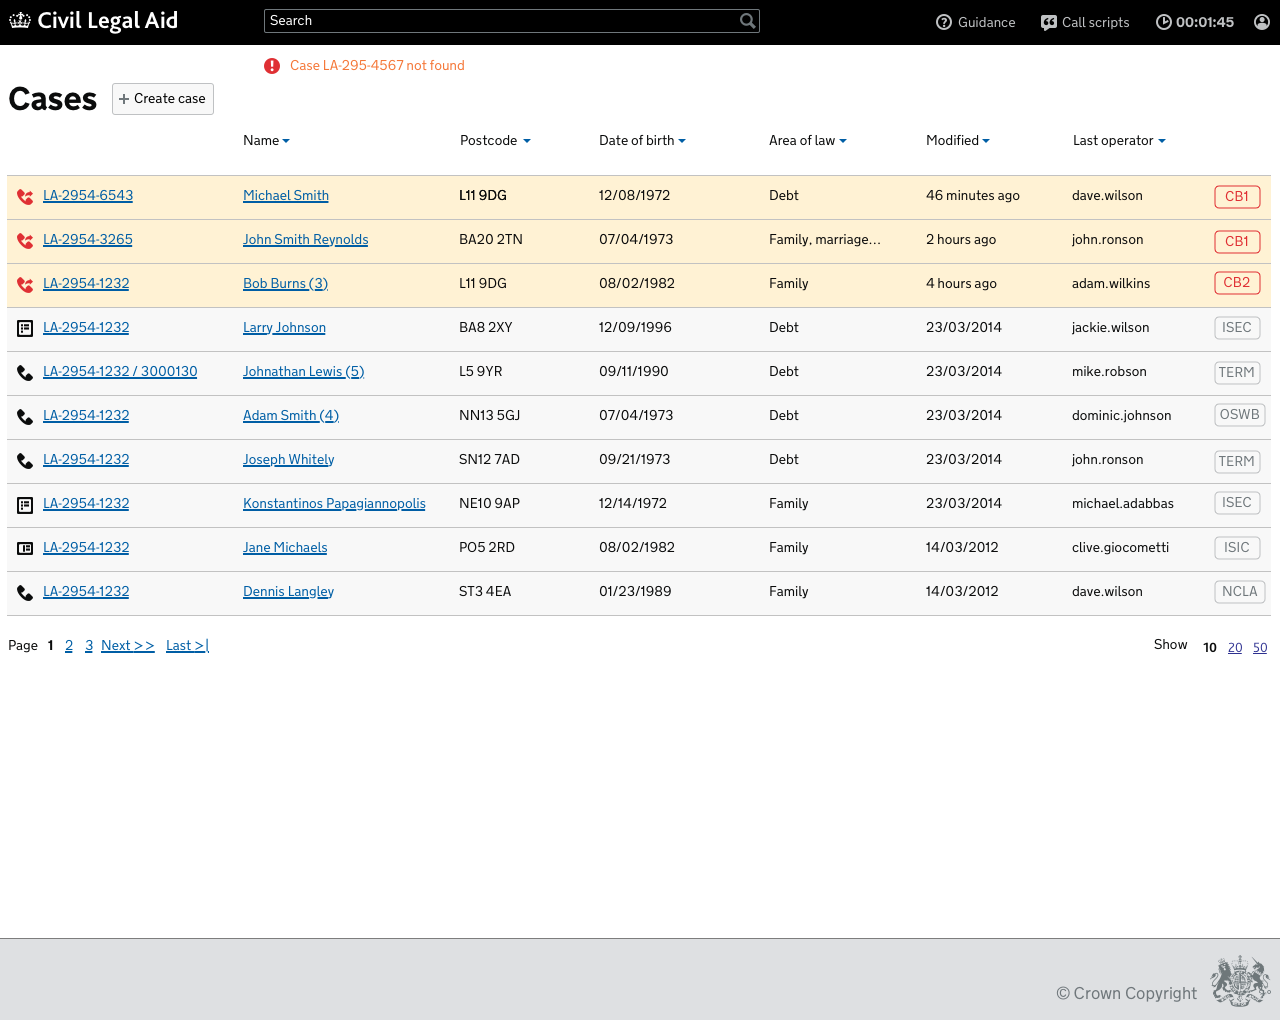 Civil Legal Aid Search Guidance Call scripts 00:01:45
Case LA-295-4567 not found
Cases + Create case
Name Postcode Date of birth Area of law Modified Last operator
LA-2954-6543 Michael Smith L11 9DG 12/08/1972 Debt 46 minutes ago dave.wilson CB1
LA-2954-3265 John Smith Reynolds BA20 2TN 07/04/1973 Family, marriage... 2 hours ago john.ronson CB1
LA-2954-1232 Bob Burns (3) L11 9DG 08/02/1982 Family 4 hours ago adam.wilkins CB2
LA-2954-1232 Larry Johnson BA8 2XY 12/09/1996 Debt 23/03/2014 jackie.wilson ISEC
LA-2954-1232 / 3000130 Johnathan Lewis (5) L5 9YR 09/11/1990 Debt 23/03/2014 mike.robson TERM
LA-2954-1232 Adam Smith (4) NN13 5GJ 07/04/1973 Debt 23/03/2014 dominic.johnson OSWB
LA-2954-1232 Joseph Whitely SN12 7AD 09/21/1973 Debt 23/03/2014 john.ronson TERM
LA-2954-1232 Konstantinos Papagiannopolis NE10 9AP 12/14/1972 Family 23/03/2014 michael.adabbas ISEC
LA-2954-1232 Jane Michaels PO5 2RD 08/02/1982 Family 14/03/2012 clive.giocometti ISIC
LA-2954-1232 Dennis Langley ST3 4EA 01/23/1989 Family 14/03/2012 dave.wilson NCLA
Page 1 2 3 Next >> Last >| Show 10 20 50
© Crown Copyright